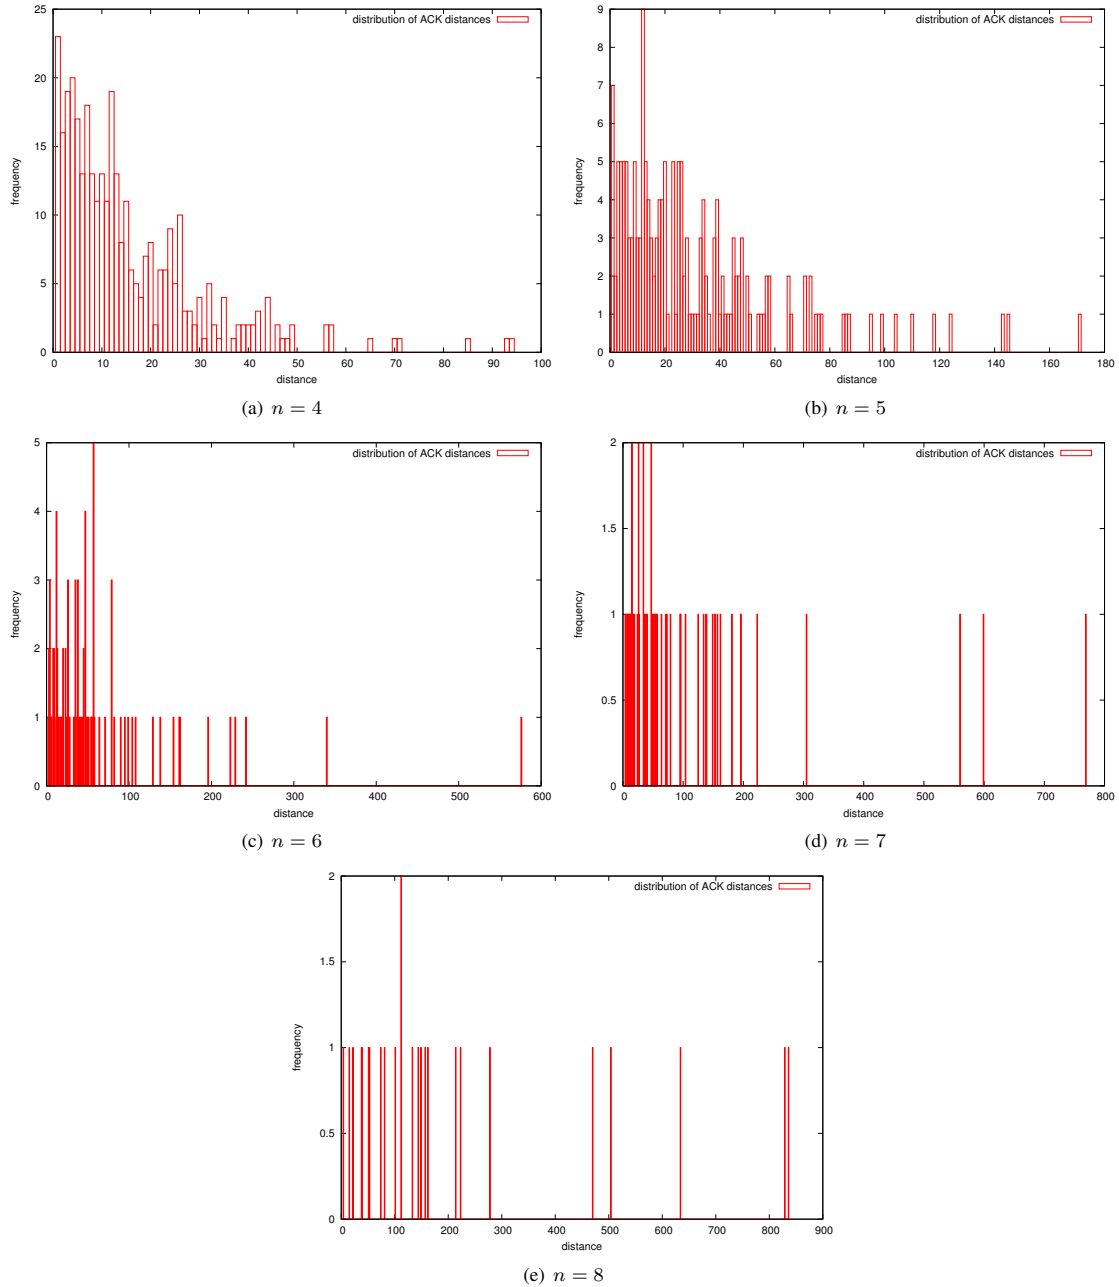 distribution of ACK distances
25
20
15
10
5
0
frequency
0 10 20 30 40 50 60 70 80 90 100
distance
(a) n = 4
distribution of ACK distances
9
8
7
6
5
4
3
2
1
0
frequency
0 20 40 60 80 100 120 140 160 180
distance
(b) n = 5
distribution of ACK distances
5
4
3
2
1
0
frequency
0 100 200 300 400 500 600
distance
(c) n = 6
distribution of ACK distances
2
1.5
1
0.5
0
frequency
0 100 200 300 400 500 600 700 800
distance
(d) n = 7
distribution of ACK distances
2
1.5
1
0.5
0
frequency
0 100 200 300 400 500 600 700 800 900
distance
(e) n = 8